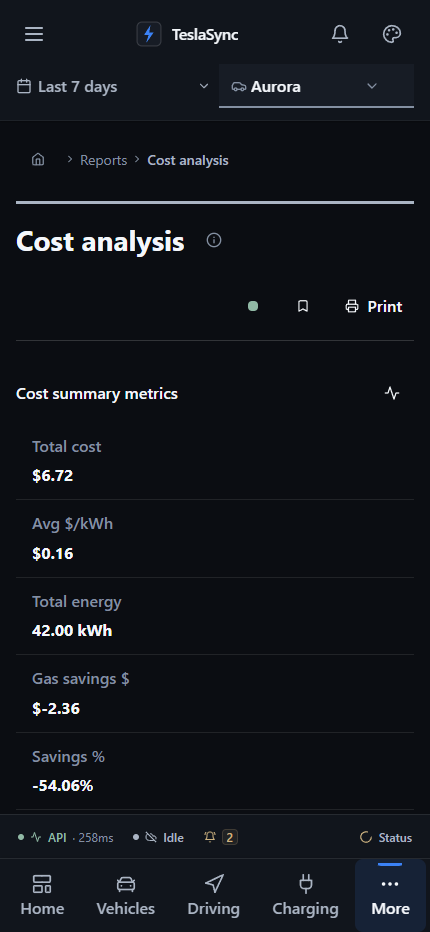 TeslaSync
Last 7 days
Aurora
Reports
Cost analysis
Cost analysis
Print
Cost summary metrics
Total cost
$6.72
Avg $/kWh
$0.16
Total energy
42.00 kWh
Gas savings $
$-2.36
Savings %
-54.06%
API · 258ms
Idle
2
Status
Home
Vehicles
Driving
Charging
More